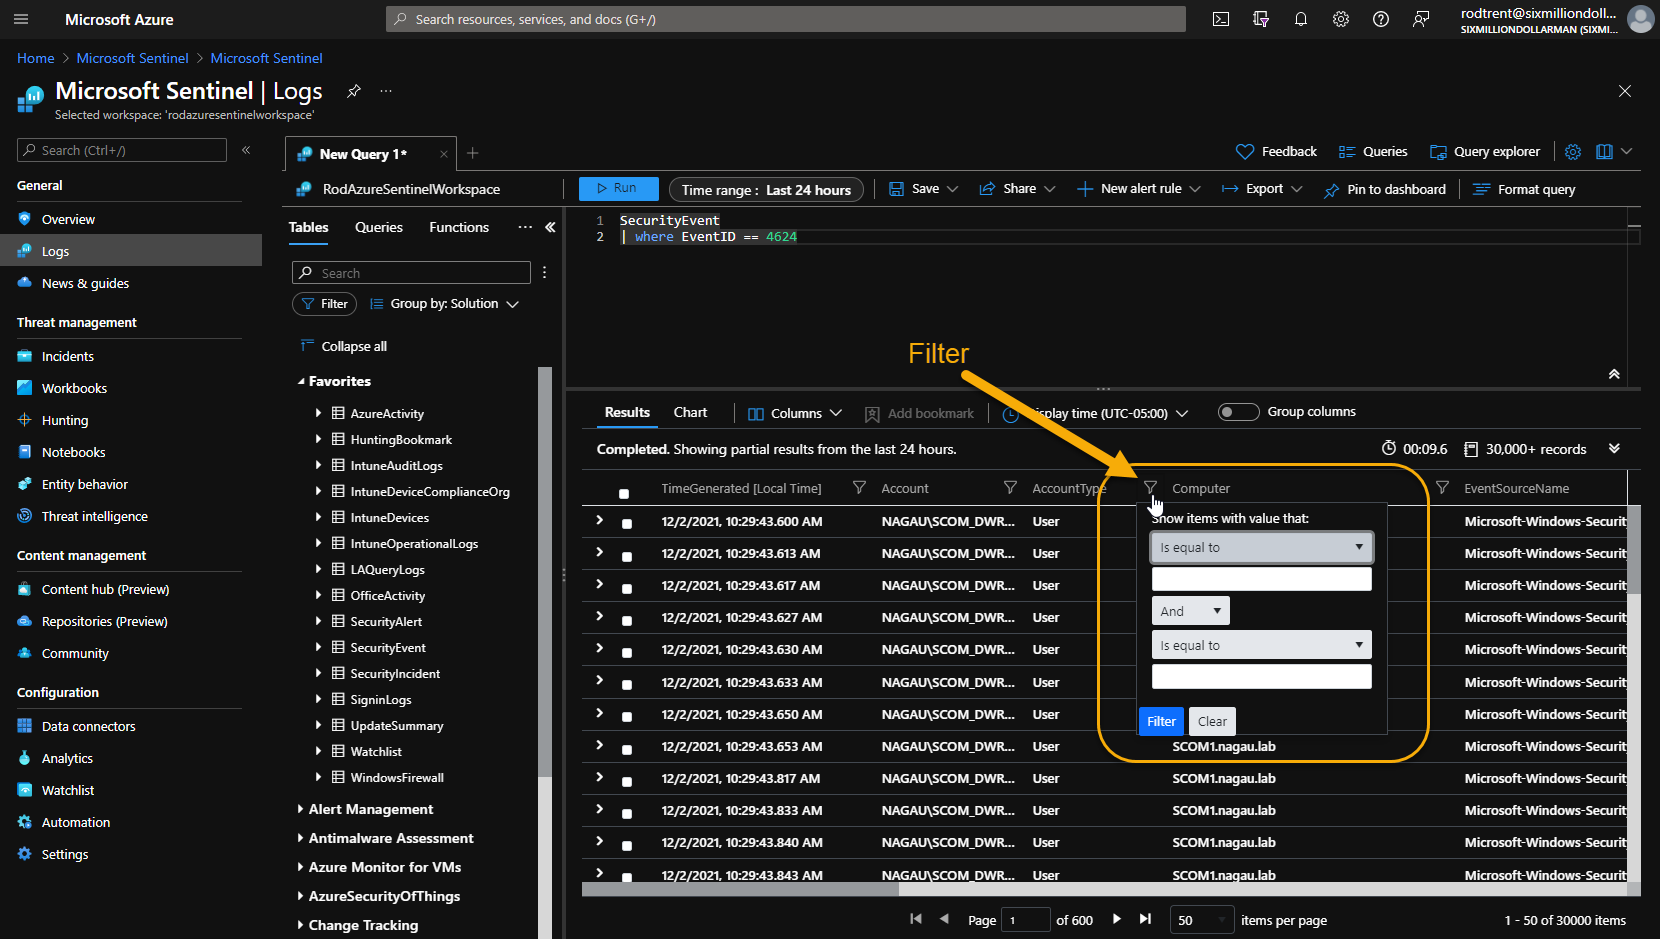 Microsoft Azure
Search resources, services, and docs (G+/)
rodtrent@sixmilliondoll...
SIXMILLIONDOLLARMAN (SIXMI...
Home > Microsoft Sentinel > Microsoft Sentinel
Microsoft Sentinel | Logs
Selected workspace: 'rodazuresentinelworkspace'
Search (Ctrl+/)
General
Overview
Logs
News & guides
Threat management
Incidents
Workbooks
Hunting
Notebooks
Entity behavior
Threat intelligence
Content management
Content hub (Preview)
Repositories (Preview)
Community
Configuration
Data connectors
Analytics
Watchlist
Automation
Settings
New Query 1*
Feedback
Queries
Query explorer
RodAzureSentinelWorkspace
Run
Time range : Last 24 hours
Save
Share
New alert rule
Export
Pin to dashboard
Format query
Tables
Queries
Functions
Search
Filter
Group by: Solution
Collapse all
Favorites
AzureActivity
HuntingBookmark
IntuneAuditLogs
IntuneDeviceComplianceOrg
IntuneDevices
IntuneOperationalLogs
LAQueryLogs
OfficeActivity
SecurityAlert
SecurityEvent
SecurityIncident
SigninLogs
UpdateSummary
Watchlist
WindowsFirewall
Alert Management
Antimalware Assessment
Azure Monitor for VMs
AzureSecurityOfThings
Change Tracking
1 SecurityEvent
2 | where EventID == 4624
Filter
Results
Chart
Columns
Add bookmark
isplay time (UTC-05:00)
Group columns
Completed. Showing partial results from the last 24 hours.
00:09.6
30,000+ records
TimeGenerated [Local Time] Account AccountType Computer EventSourceName
12/2/2021, 10:29:43.600 AM NAGAU\SCOM_DWR... User Microsoft-Windows-Securit
12/2/2021, 10:29:43.613 AM NAGAU\SCOM_DWR... User Microsoft-Windows-Securit
12/2/2021, 10:29:43.617 AM NAGAU\SCOM_DWR... User Microsoft-Windows-Securit
12/2/2021, 10:29:43.627 AM NAGAU\SCOM_DWR... User Microsoft-Windows-Securit
12/2/2021, 10:29:43.630 AM NAGAU\SCOM_DWR... User Microsoft-Windows-Securit
12/2/2021, 10:29:43.633 AM NAGAU\SCOM_DWR... User Microsoft-Windows-Securit
12/2/2021, 10:29:43.650 AM NAGAU\SCOM_DWR... User Microsoft-Windows-Securit
12/2/2021, 10:29:43.653 AM NAGAU\SCOM_DWR... User SCOM1.nagau.lab Microsoft-Windows-Securit
12/2/2021, 10:29:43.817 AM NAGAU\SCOM_DWR... User SCOM1.nagau.lab Microsoft-Windows-Securit
12/2/2021, 10:29:43.833 AM NAGAU\SCOM_DWR... User SCOM1.nagau.lab Microsoft-Windows-Securit
12/2/2021, 10:29:43.840 AM NAGAU\SCOM_DWR... User SCOM1.nagau.lab Microsoft-Windows-Securit
12/2/2021, 10:29:43.843 AM NAGAU\SCOM_DWR... User SCOM1.nagau.lab Microsoft-Windows-Securit
Show items with value that:
Is equal to
And
Is equal to
Filter
Clear
Page 1 of 600
50 items per page
1 - 50 of 30000 items